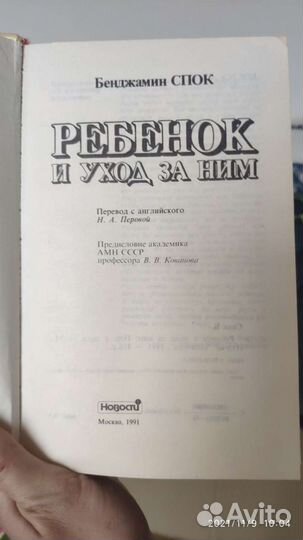 Бенджамин СПОК
РЕБЕНОК
И УХОД ЗА НИМ
Перевод с английского
Н. А. Перовой
Предисловие академика
АМН СССР
профессора В. В. Кованова
Новости
Москва, 1991
2021/11/9 10:04
Avito